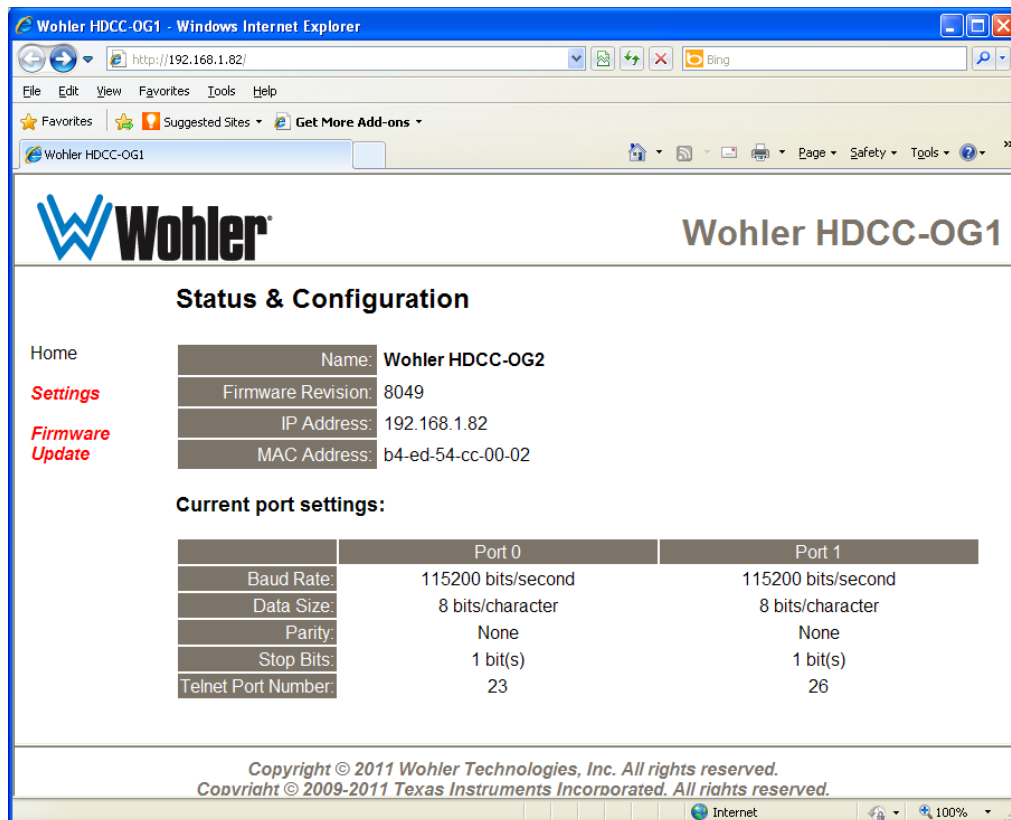 Wohler HDCC-OG1 - Windows Internet Explorer
http://192.168.1.82/
Bing
File Edit View Favorites Tools Help
Favorites Suggested Sites Get More Add-ons
Wohler HDCC-OG1
Page Safety Tools
Wohler
Wohler HDCC-OG1
Status & Configuration
Home
Settings
Firmware
Update
Name: Wohler HDCC-OG2
Firmware Revision: 8049
IP Address: 192.168.1.82
MAC Address: b4-ed-54-cc-00-02
Current port settings:
Port 0 Port 1
Baud Rate: 115200 bits/second 115200 bits/second
Data Size: 8 bits/character 8 bits/character
Parity: None None
Stop Bits: 1 bit(s) 1 bit(s)
Telnet Port Number: 23 26
Copyright © 2011 Wohler Technologies, Inc. All rights reserved.
Copyright © 2009-2011 Texas Instruments Incorporated. All rights reserved.
Internet 100%